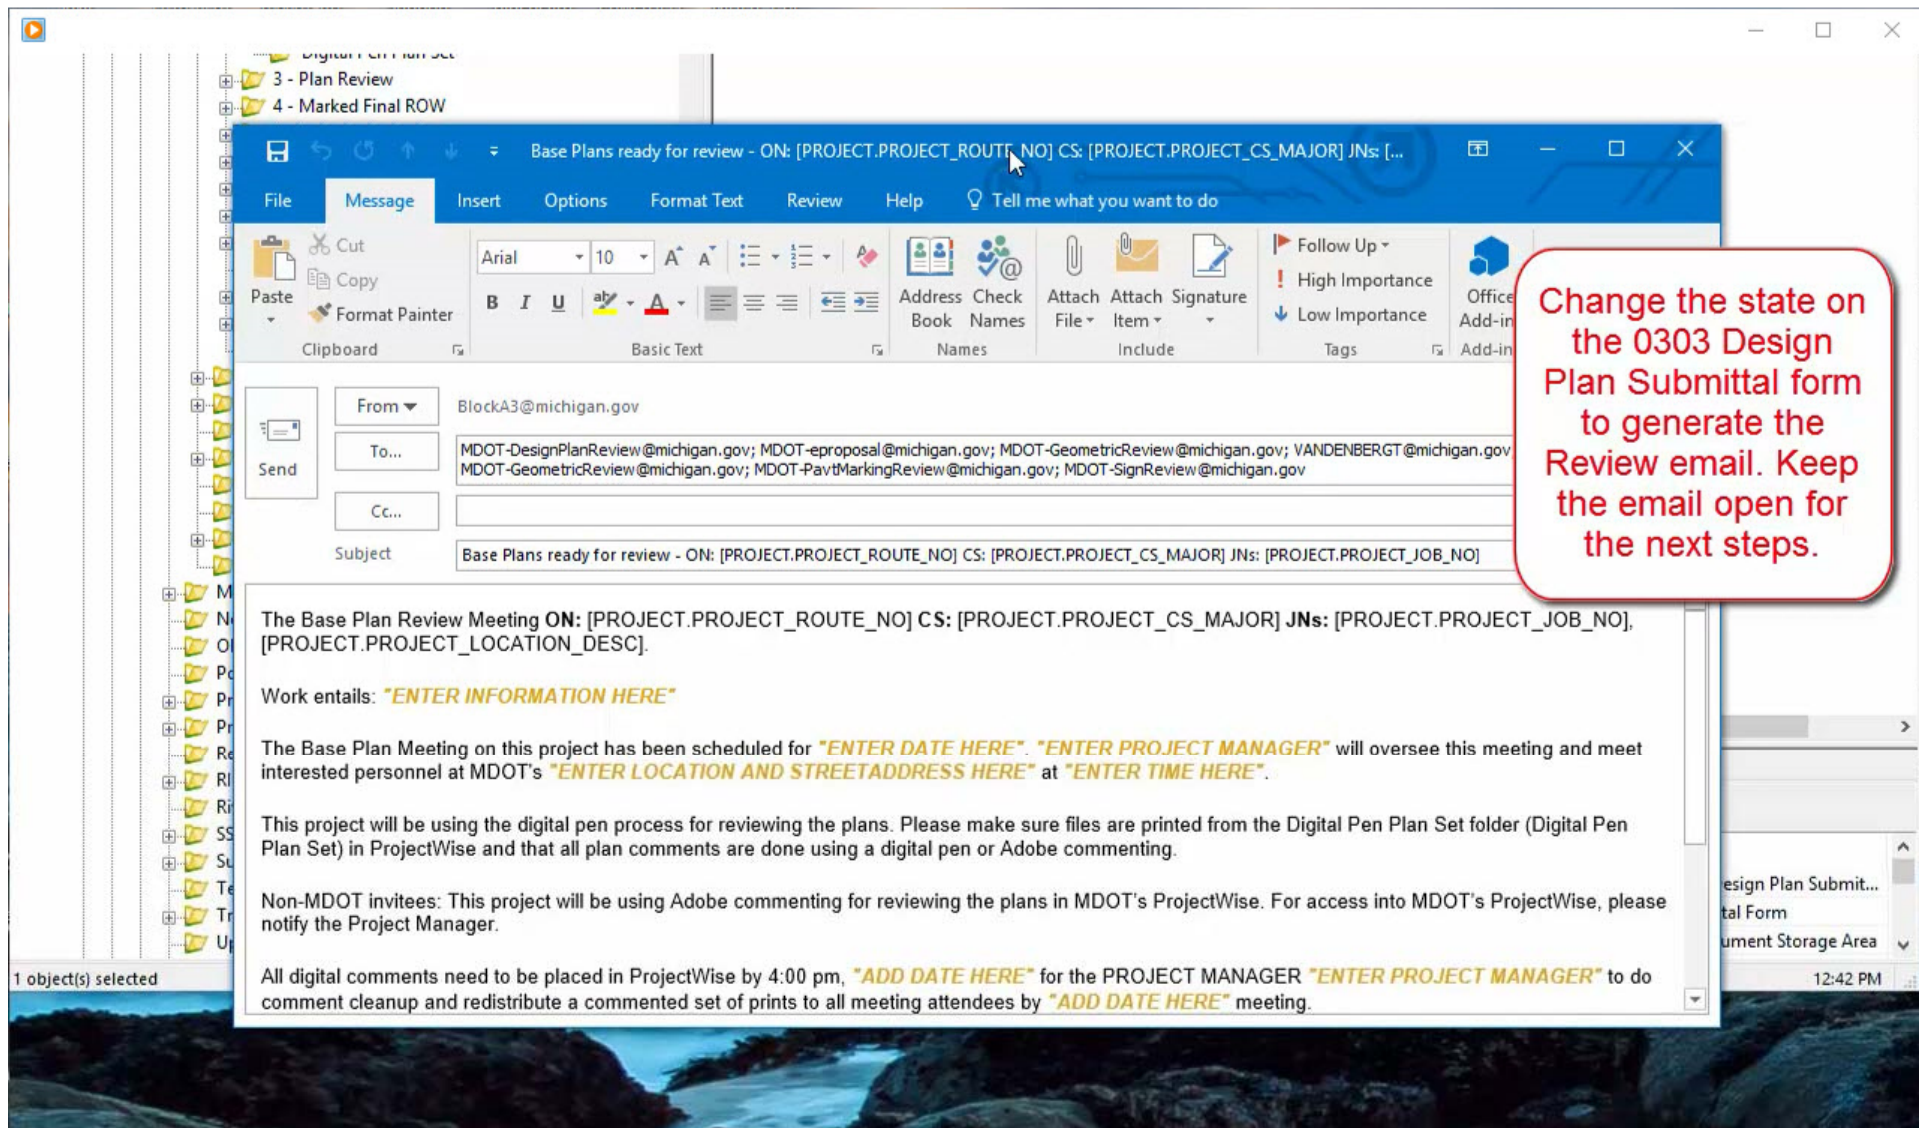 Digital Pen Plan Set
3 - Plan Review
4 - Marked Final ROW
Base Plans ready for review - ON: [PROJECT.PROJECT_ROUTE_NO] CS: [PROJECT.PROJECT_CS_MAJOR] JNs: [...
File Message Insert Options Format Text Review Help Tell me what you want to do
Cut
Copy
Format Painter
Paste
Clipboard
Arial 10
B I U
Basic Text
Address Book
Check Names
Names
Attach File
Attach Item
Signature
Include
Follow Up
High Importance
Low Importance
Tags
Office
Add-in
Add-in
Change the state on
the 0303 Design
Plan Submittal form
to generate the
Review email. Keep
the email open for
the next steps.
Send
From BlockA3@michigan.gov
To... MDOT-DesignPlanReview@michigan.gov; MDOT-eproposal@michigan.gov; MDOT-GeometricReview@michigan.gov; VANDENBERGT@michigan.gov
MDOT-GeometricReview@michigan.gov; MDOT-PavtMarkingReview@michigan.gov; MDOT-SignReview@michigan.gov
Cc...
Subject Base Plans ready for review - ON: [PROJECT.PROJECT_ROUTE_NO] CS: [PROJECT.PROJECT_CS_MAJOR] JNs: [PROJECT.PROJECT_JOB_NO]
The Base Plan Review Meeting ON: [PROJECT.PROJECT_ROUTE_NO] CS: [PROJECT.PROJECT_CS_MAJOR] JNs: [PROJECT.PROJECT_JOB_NO],
[PROJECT.PROJECT_LOCATION_DESC].
Work entails: "ENTER INFORMATION HERE"
The Base Plan Meeting on this project has been scheduled for "ENTER DATE HERE". "ENTER PROJECT MANAGER" will oversee this meeting and meet
interested personnel at MDOT's "ENTER LOCATION AND STREETADDRESS HERE" at "ENTER TIME HERE".
This project will be using the digital pen process for reviewing the plans. Please make sure files are printed from the Digital Pen Plan Set folder (Digital Pen
Plan Set) in ProjectWise and that all plan comments are done using a digital pen or Adobe commenting.
Non-MDOT invitees: This project will be using Adobe commenting for reviewing the plans in MDOT's ProjectWise. For access into MDOT's ProjectWise, please
notify the Project Manager.
All digital comments need to be placed in ProjectWise by 4:00 pm, "ADD DATE HERE" for the PROJECT MANAGER "ENTER PROJECT MANAGER" to do
comment cleanup and redistribute a commented set of prints to all meeting attendees by "ADD DATE HERE" meeting.
M
N
Ol
Po
Pr
Pr
Re
RI
Ri
SS
Su
Te
Tr
Up
esign Plan Submit...
tal Form
ument Storage Area
1 object(s) selected
12:42 PM